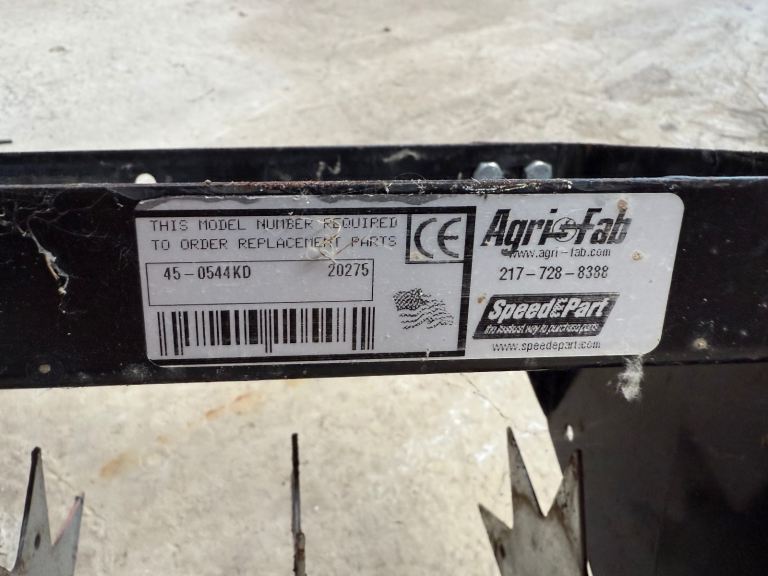 THIS MODEL NUMBER REQUIRED
TO ORDER REPLACEMENT PARTS
45-0544KD 20275
CE
Agri-Fab
www.agri-fab.com
217-728-8388
SpeedEPart
the fastest way to purchase parts
www.speedepart.com